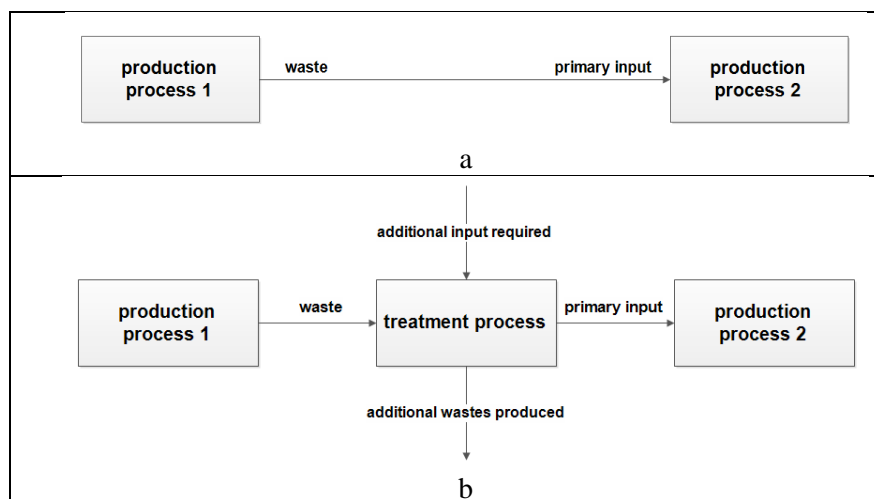 production
process 1
waste
primary input
production
process 2
a
additional input required
production
process 1
waste
treatment process
primary input
production
process 2
additional wastes produced
b